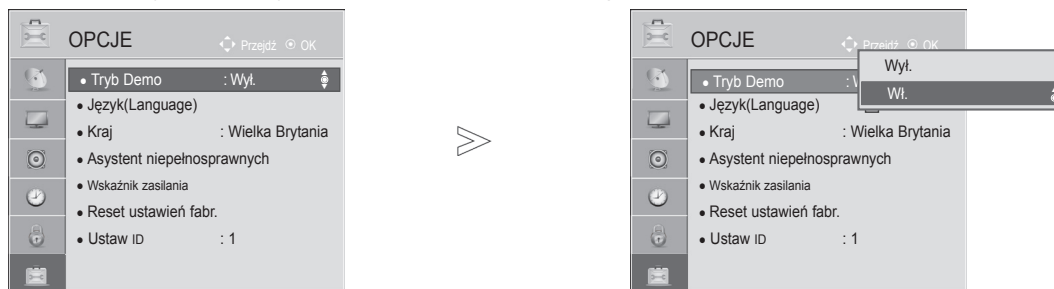 OPCJE
Przejdź OK
• Tryb Demo : Wył.
• Język(Language)
• Kraj : Wielka Brytania
• Asystent niepełnosprawnych
• Wskaźnik zasilania
• Reset ustawień fabr.
• Ustaw ID : 1
OPCJE
Przejdź OK
Wył.
Wł.
• Tryb Demo :
• Język(Language)
• Kraj : Wielka Brytania
• Asystent niepełnosprawnych
• Wskaźnik zasilania
• Reset ustawień fabr.
• Ustaw ID : 1